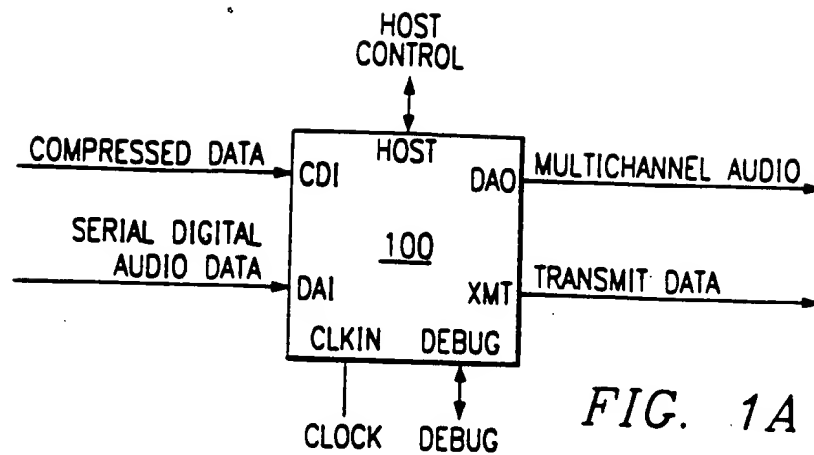 HOST
CONTROL
HOST
COMPRESSED DATA
CDI
DAO
MULTICHANNEL AUDIO
SERIAL DIGITAL
AUDIO DATA
100
DAI
XMT
TRANSMIT DATA
CLKIN
DEBUG
CLOCK
DEBUG
FIG. 1A